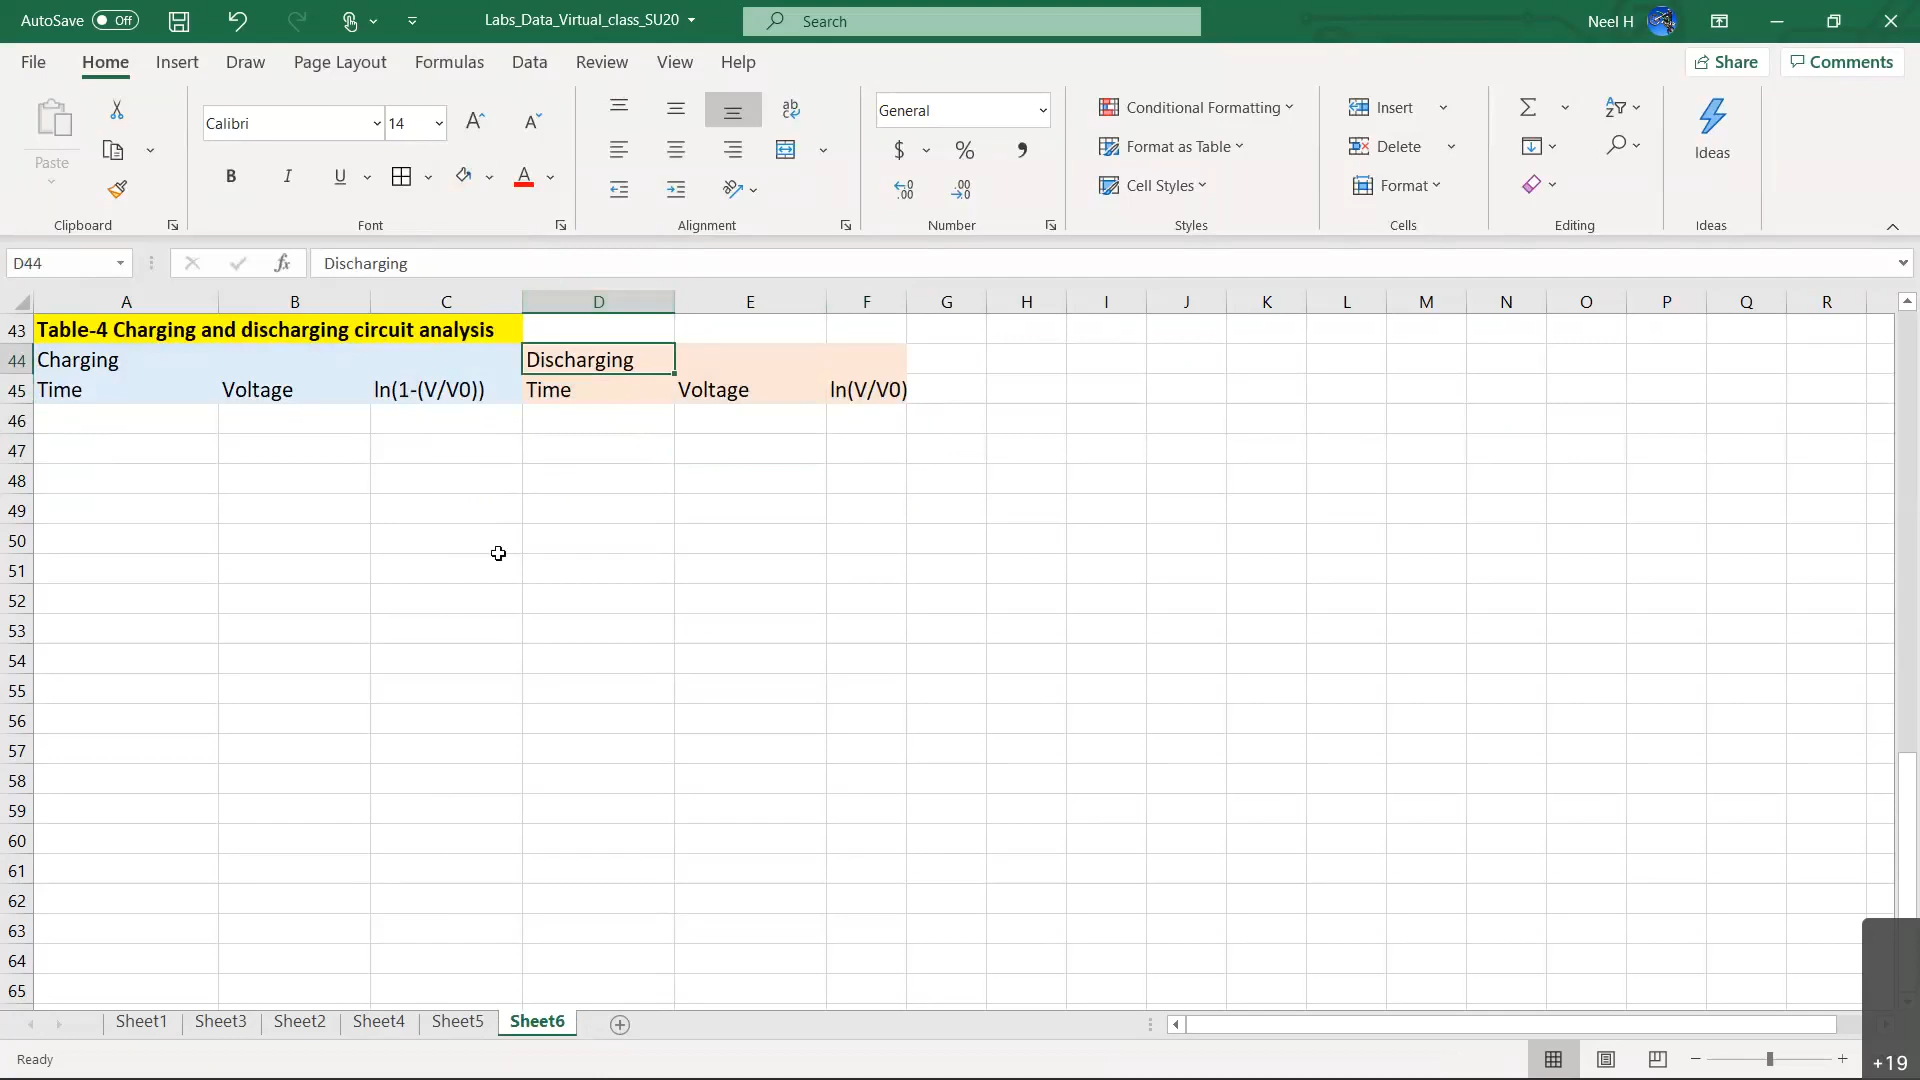 AutoSave Off Labs_Data_Virtual_class_SU20 Search Neel H
File Home Insert Draw Page Layout Formulas Data Review View Help Share Comments
Paste
Calibri 14
General
Conditional Formatting
Format as Table
Cell Styles
Insert
Delete
Format
Ideas
Clipboard Font Alignment Number Styles Cells Editing Ideas
D44 fx Discharging
A B C D E F G H I J K L M N O P Q R
43 Table-4 Charging and discharging circuit analysis
44 Charging Discharging
45 Time Voltage ln(1-(V/V0)) Time Voltage ln(V/V0)
46
47
48
49
50
51
52
53
54
55
56
57
58
59
60
61
62
63
64
65
Sheet1 Sheet3 Sheet2 Sheet4 Sheet5 Sheet6
Ready
+19